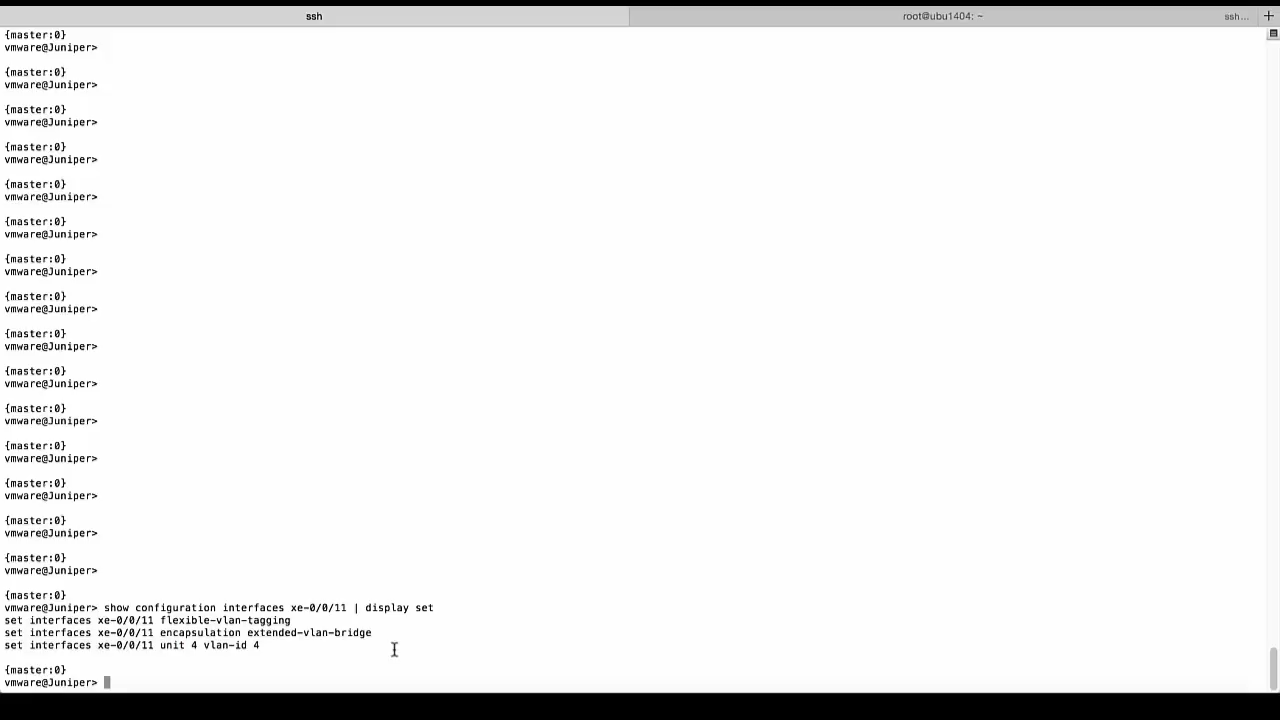 ssh
root@ubu1404: ~
ssh...
{master:0}
vmware@Juniper>
{master:0}
vmware@Juniper>
{master:0}
vmware@Juniper>
{master:0}
vmware@Juniper>
{master:0}
vmware@Juniper>
{master:0}
vmware@Juniper>
{master:0}
vmware@Juniper>
{master:0}
vmware@Juniper>
{master:0}
vmware@Juniper>
{master:0}
vmware@Juniper>
{master:0}
vmware@Juniper>
{master:0}
vmware@Juniper>
{master:0}
vmware@Juniper>
{master:0}
vmware@Juniper>
{master:0}
vmware@Juniper>
{master:0}
vmware@Juniper> show configuration interfaces xe-0/0/11 | display set
set interfaces xe-0/0/11 flexible-vlan-tagging
set interfaces xe-0/0/11 encapsulation extended-vlan-bridge
set interfaces xe-0/0/11 unit 4 vlan-id 4
{master:0}
vmware@Juniper>